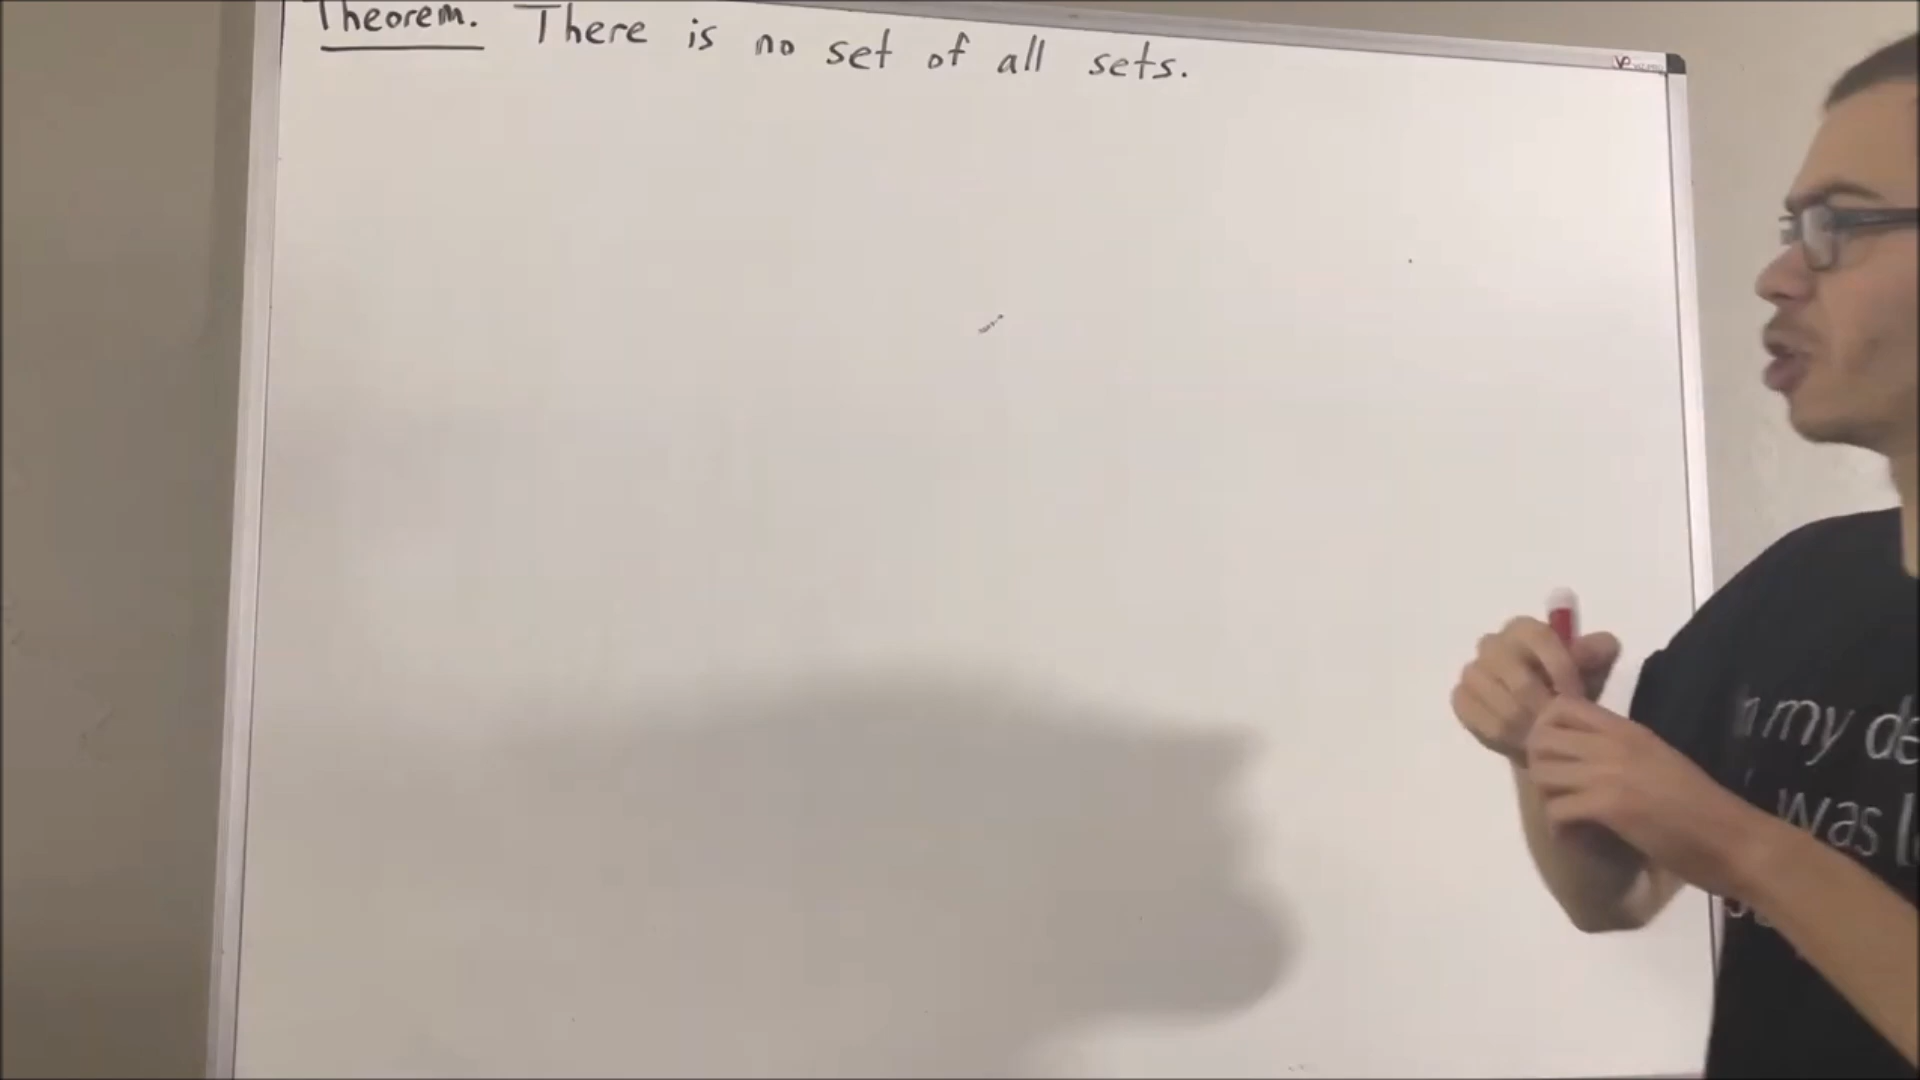 Theorem. There is no set of all sets.
my de
was l